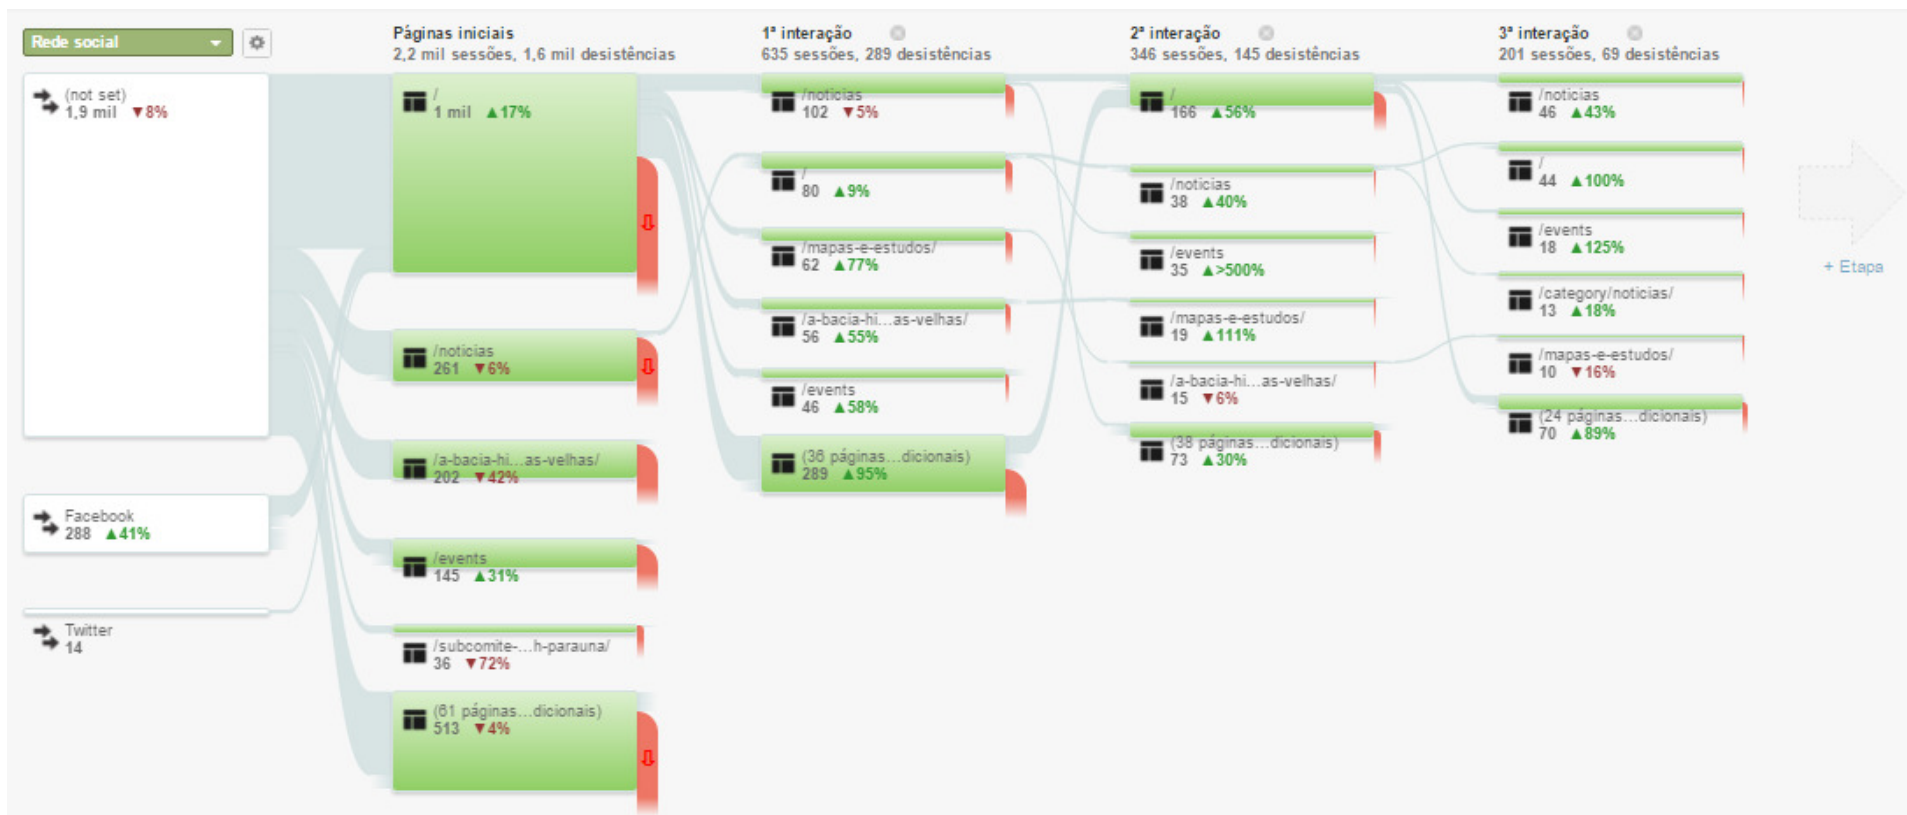 Rede social
(not set)
1,9 mil ▼8%
Facebook
288 ▲41%
Twitter
14
Páginas iniciais
2,2 mil sessões, 1,6 mil desistências
/
1 mil ▲17%
/noticias
261 ▼6%
/a-bacia-hi...as-velhas/
202 ▼42%
/events
145 ▲31%
/subcomite-...h-parauna/
36 ▼72%
(61 páginas...dicionais)
513 ▼4%
1ª interação
635 sessões, 289 desistências
/noticias
102 ▼5%
/
80 ▲9%
/mapas-e-estudos/
62 ▲77%
/a-bacia-hi...as-velhas/
56 ▲55%
/events
46 ▲58%
(36 páginas...dicionais)
289 ▲95%
2ª interação
346 sessões, 145 desistências
/
166 ▲56%
/noticias
38 ▲40%
/events
35 ▲>500%
/mapas-e-estudos/
19 ▲111%
/a-bacia-hi...as-velhas/
15 ▼6%
(38 páginas...dicionais)
73 ▲30%
3ª interação
201 sessões, 69 desistências
/noticias
46 ▲43%
/
44 ▲100%
/events
18 ▲125%
/category/noticias/
13 ▲18%
/mapas-e-estudos/
10 ▼16%
(24 páginas...dicionais)
70 ▲89%
+ Etapa